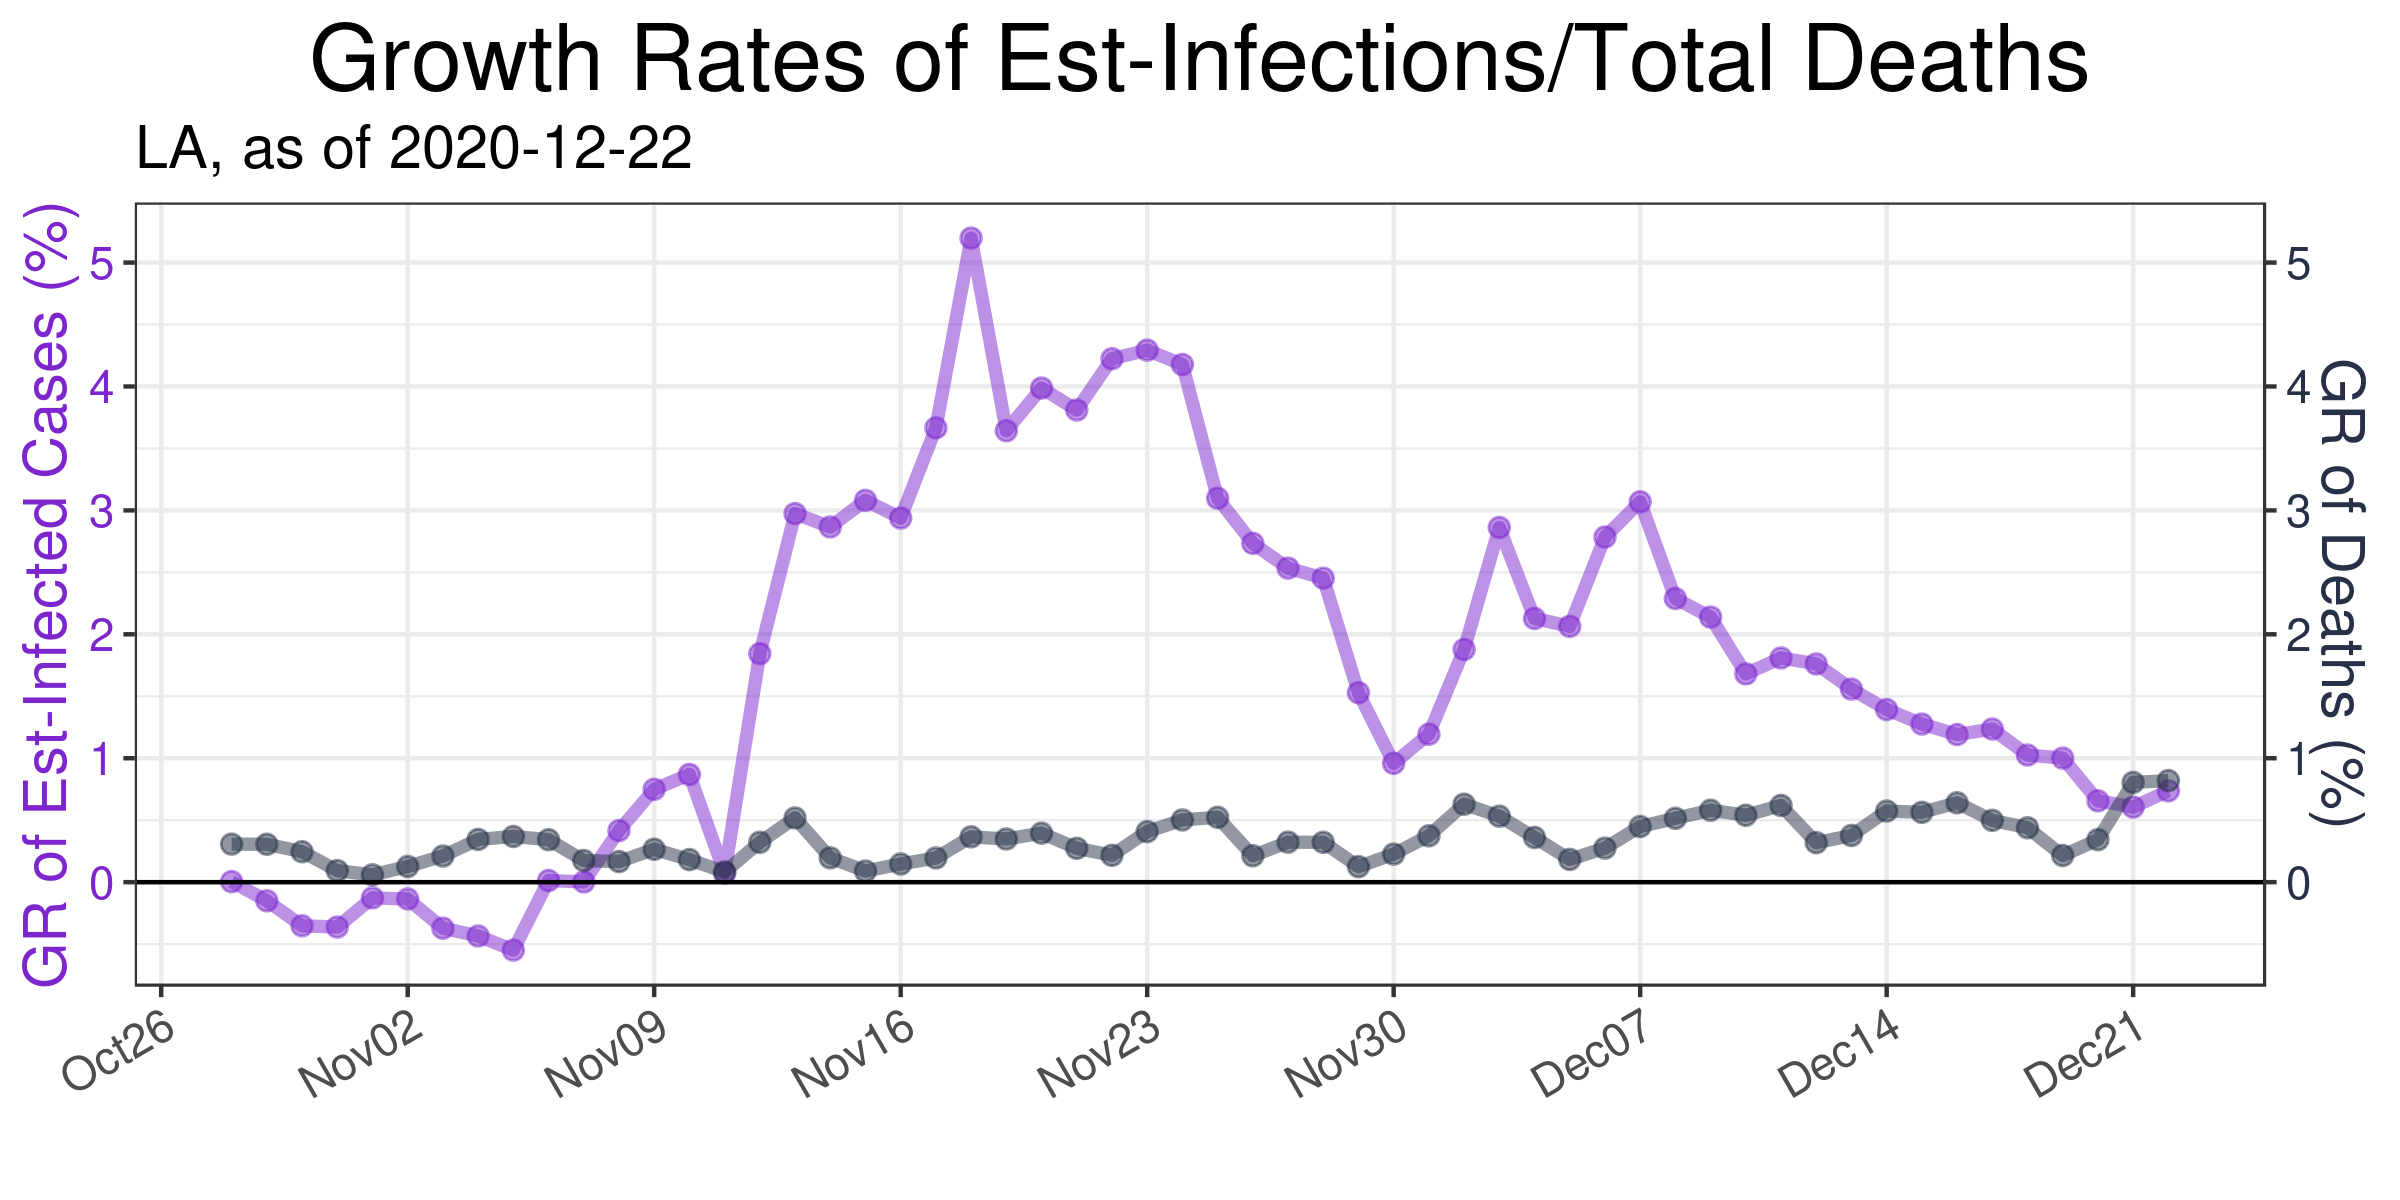 Growth Rates of Est-Infections/Total Deaths
LA, as of 2020-12-22
GR of Est-Infected Cases (%)
5
4
3
2
1
0
5
4
3
2
1
0
GR of Deaths (%)
Oct26
Nov02
Nov09
Nov16
Nov23
Nov30
Dec07
Dec14
Dec21